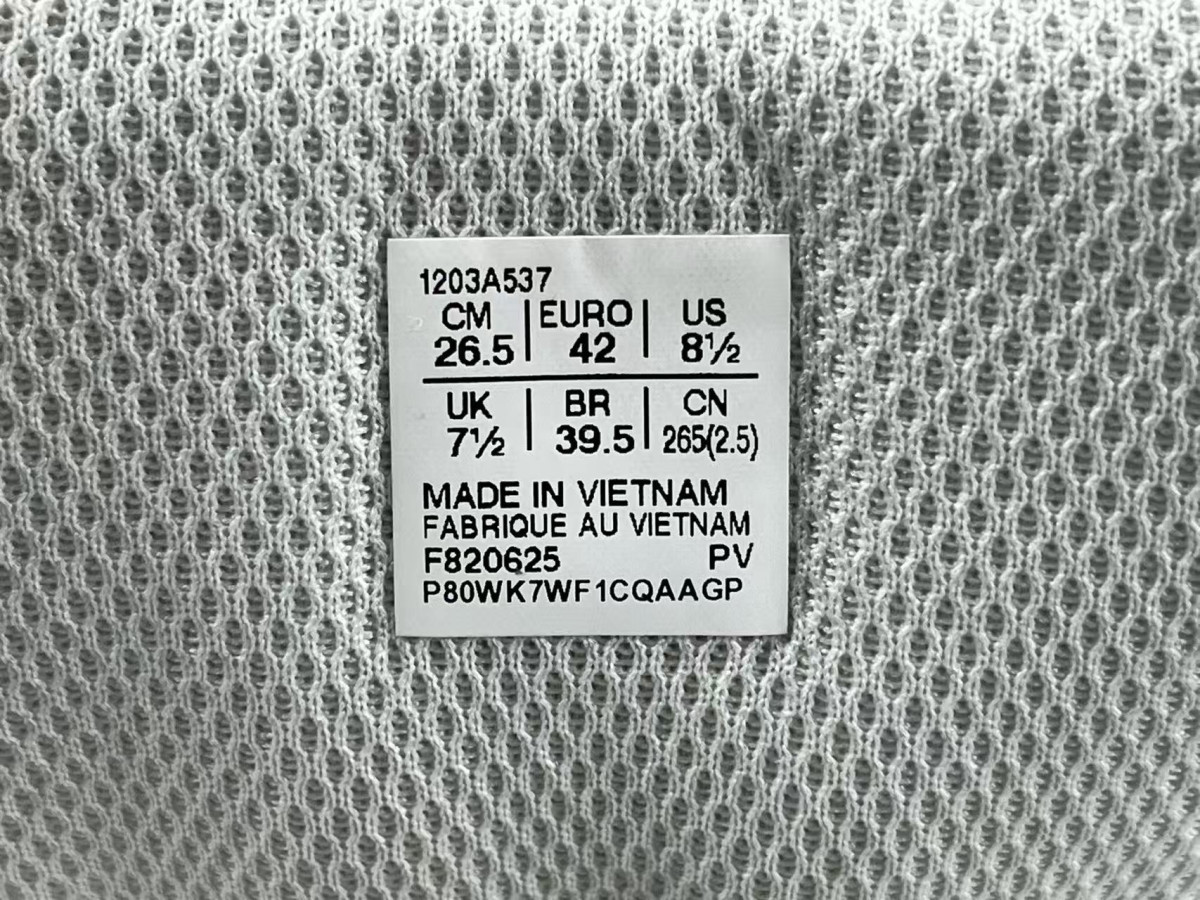 1203A537
CM | EURO | US
26.5 | 42 | 8½
UK | BR | CN
7½ | 39.5 | 265(2.5)
MADE IN VIETNAM
FABRIQUE AU VIETNAM
F820625 PV
P80WK7WF1CQAAGP